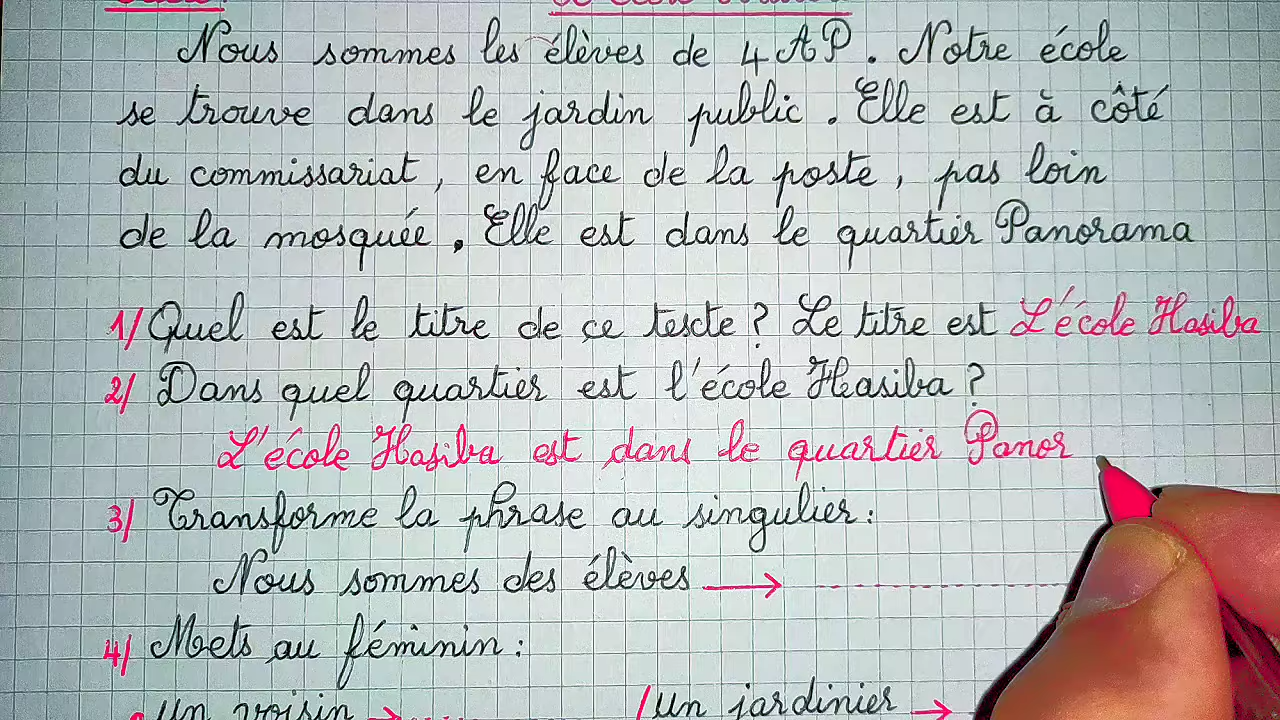 Nous sommes les élèves de 4 AP. Notre école
se trouve dans le jardin public. Elle est à côté
du commissariat, en face de la poste, pas loin
de la mosquée. Elle est dans le quartier Panorama
1/ Quel est le titre de ce texte ? Le titre est L'école Hasiba
2/ Dans quel quartier est l'école Hasiba ?
L'école Hasiba est dans le quartier Panor
3/ Transforme la phrase au singulier :
Nous sommes des élèves →
4/ Mets au féminin :
un voisin → / un jardinier →